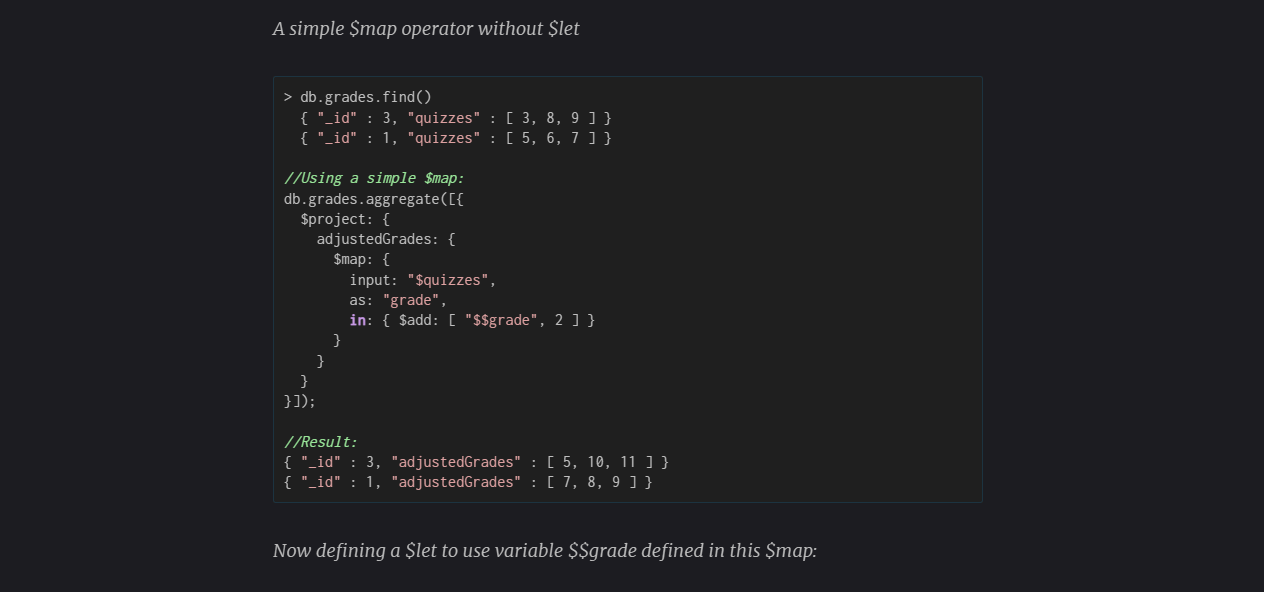 A simple $map operator without $let
> db.grades.find()
  { "_id" : 3, "quizzes" : [ 3, 8, 9 ] }
  { "_id" : 1, "quizzes" : [ 5, 6, 7 ] }
//Using a simple $map:
db.grades.aggregate([{
  $project: {
    adjustedGrades: {
      $map: {
        input: "$quizzes",
        as: "grade",
        in: { $add: [ "$$grade", 2 ] }
      }
    }
  }
}]);
//Result:
{ "_id" : 3, "adjustedGrades" : [ 5, 10, 11 ] }
{ "_id" : 1, "adjustedGrades" : [ 7, 8, 9 ] }
Now defining a $let to use variable $$grade defined in this $map: